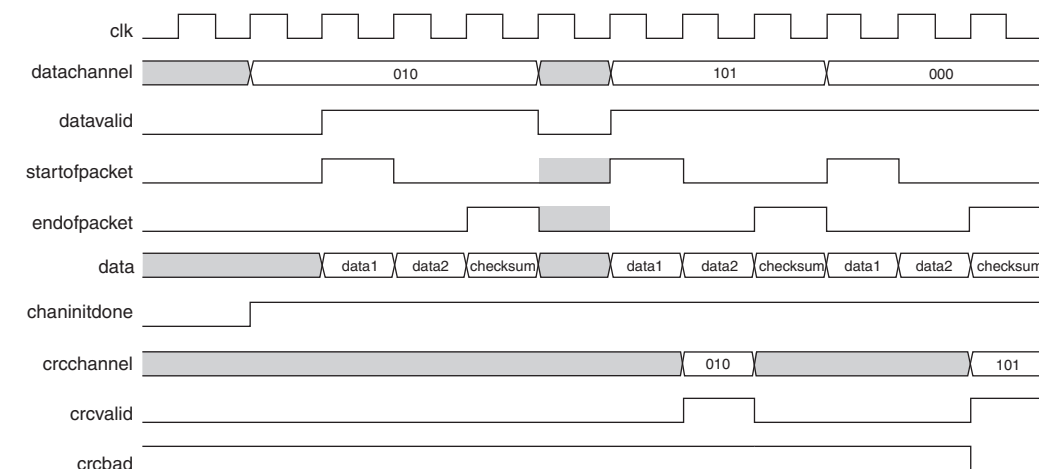 clk
datachannel 010 101 000
datavalid
startofpacket
endofpacket
data data1 data2 checksum data1 data2 checksum data1 data2 checksum
chaninitdone
crcchannel 010 101
crcvalid
crcbad